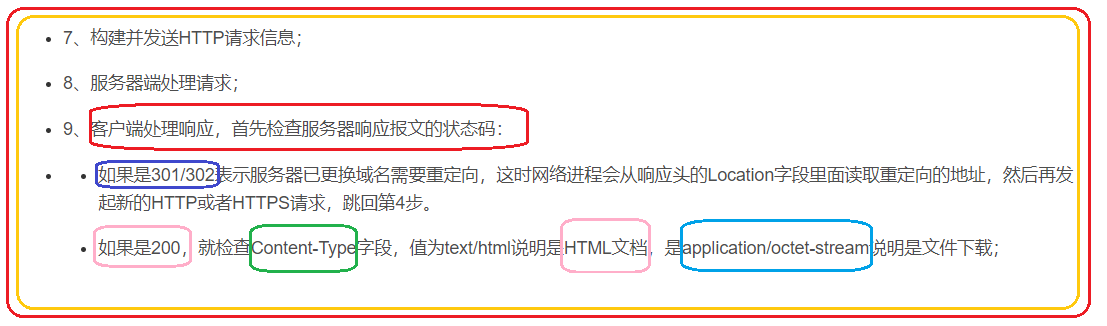 7、构建并发送HTTP请求信息；
8、服务器端处理请求；
9、客户端处理响应，首先检查服务器响应报文的状态码：
如果是301/302表示服务器已更换域名需要重定向，这时网络进程会从响应头的Location字段里面读取重定向的地址，然后再发
起新的HTTP或者HTTPS请求，跳回第4步。
如果是200，就检查Content-Type字段，值为text/html说明是HTML文档，是application/octet-stream说明是文件下载；